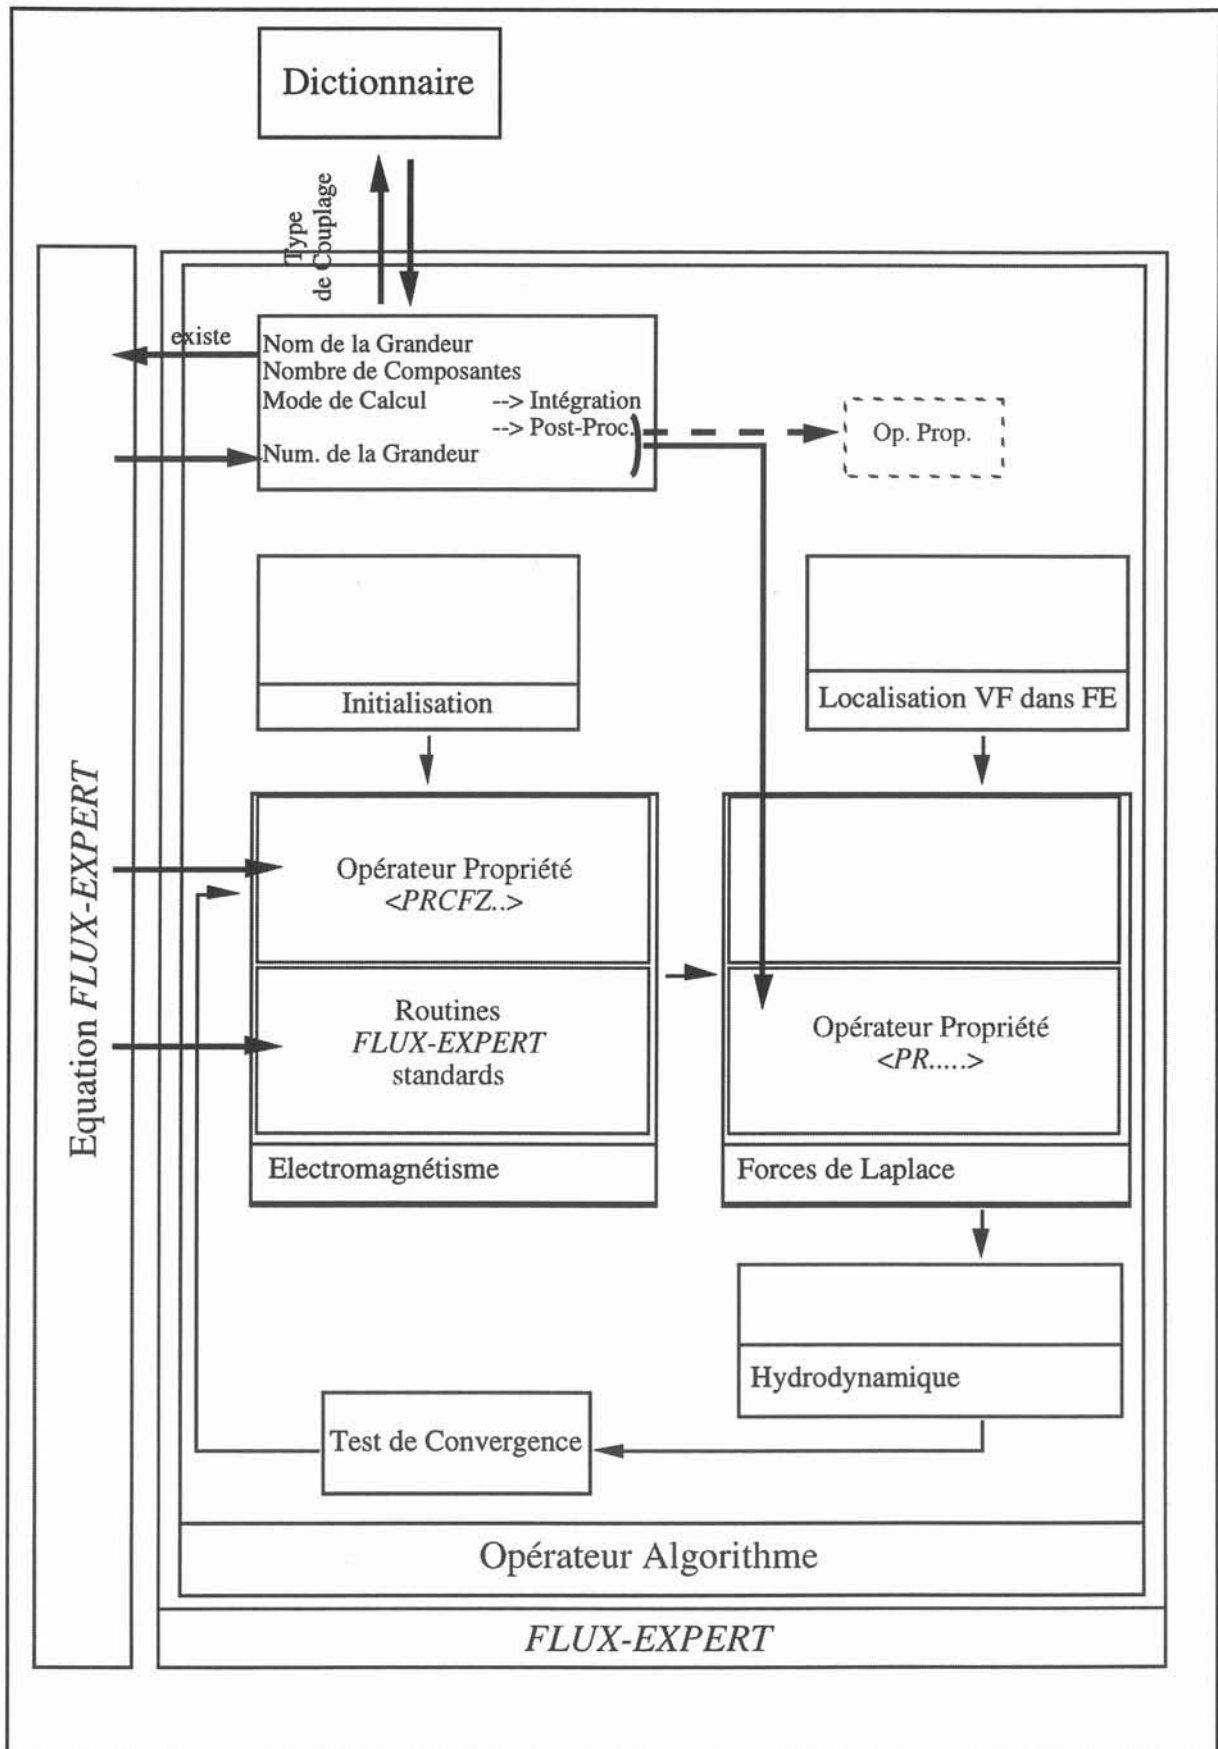 Dictionnaire
Type
de Couplage
existe
Nom de la Grandeur
Nombre de Composantes
Mode de Calcul --> Intégration
--> Post-Proc.
Num. de la Grandeur
Op. Prop.
Initialisation
Localisation VF dans FE
Equation FLUX-EXPERT
Opérateur Propriété
<PRCFZ..>
Routines
FLUX-EXPERT
standards
Opérateur Propriété
<PR.....>
Electromagnétisme
Forces de Laplace
Hydrodynamique
Test de Convergence
Opérateur Algorithme
FLUX-EXPERT